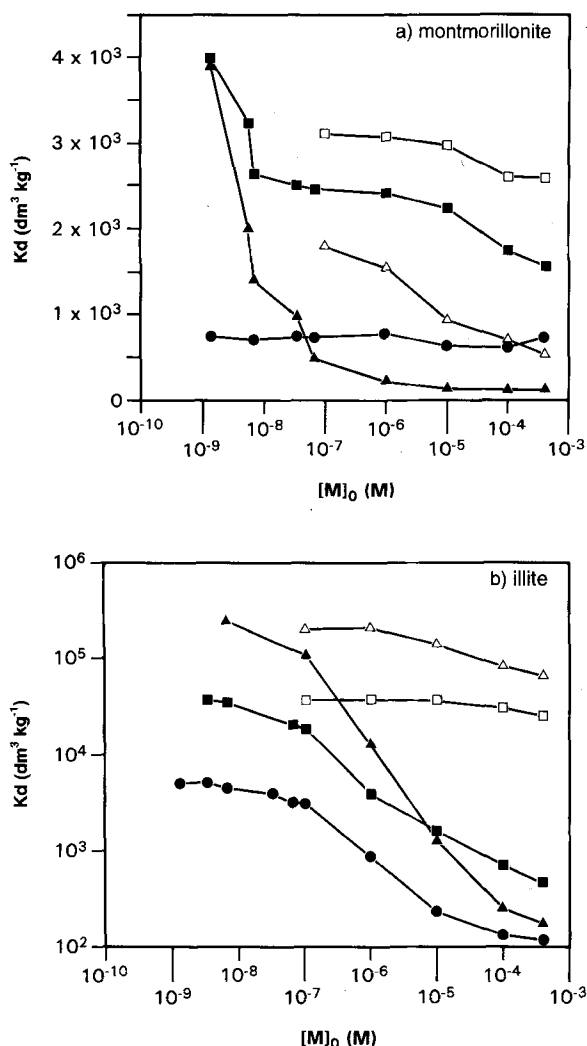 a) montmorillonite
4 x 10³
3 x 10³
2 x 10³
1 x 10³
0
Kd (dm³ kg⁻¹)
10⁻¹⁰ 10⁻⁸ 10⁻⁶ 10⁻⁴
10⁻⁹ 10⁻⁷ 10⁻⁵ 10⁻³
[M]₀ (M)
b) illite
10⁶
10⁵
10⁴
10³
10²
Kd (dm³ kg⁻¹)
10⁻¹⁰ 10⁻⁸ 10⁻⁶ 10⁻⁴
10⁻⁹ 10⁻⁷ 10⁻⁵ 10⁻³
[M]₀ (M)